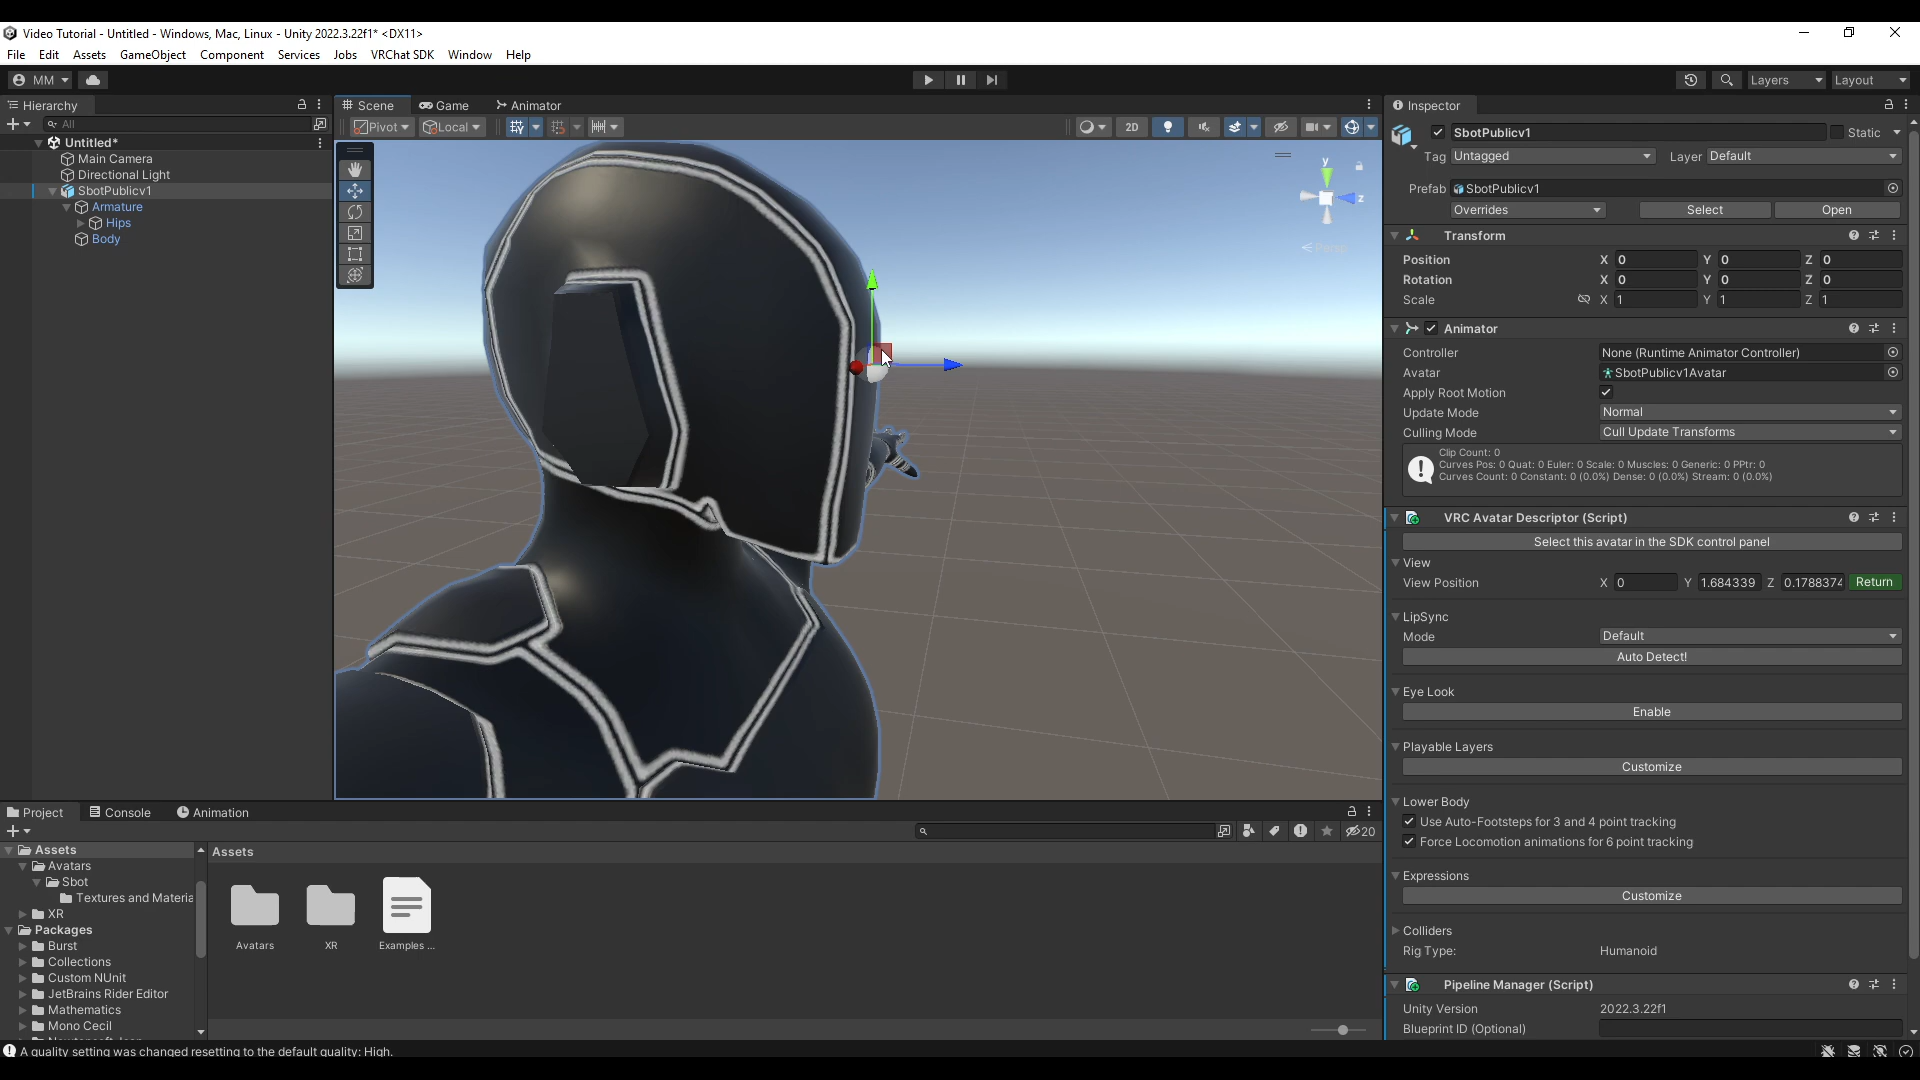 Video Tutorial - Untitled - Windows, Mac, Linux - Unity 2022.3.22f1* <DX11>
File Edit Assets GameObject Component Services Jobs VRChat SDK Window Help
MM Layers Layout
Hierarchy
All
Untitled*
Main Camera
Directional Light
SbotPublicv1
Armature
Hips
Body
Scene Game Animator
Pivot Local 2D
y
z
Persp
Inspector
SbotPublicv1 Static
Tag Untagged Layer Default
Prefab SbotPublicv1
Overrides Select Open
Transform
Position X 0 Y 0 Z 0
Rotation X 0 Y 0 Z 0
Scale X 1 Y 1 Z 1
Animator
Controller None (Runtime Animator Controller)
Avatar SbotPublicv1Avatar
Apply Root Motion
Update Mode Normal
Culling Mode Cull Update Transforms
Clip Count: 0
Curves Pos: 0 Quat: 0 Euler: 0 Scale: 0 Muscles: 0 Generic: 0 PPtr: 0
Curves Count: 0 Constant: 0 (0.0%) Dense: 0 (0.0%) Stream: 0 (0.0%)
VRC Avatar Descriptor (Script)
Select this avatar in the SDK control panel
View
View Position X 0 Y 1.684339 Z 0.1788374 Return
LipSync
Mode Default
Auto Detect!
Eye Look
Enable
Playable Layers
Customize
Lower Body
Use Auto-Footsteps for 3 and 4 point tracking
Force Locomotion animations for 6 point tracking
Expressions
Customize
Colliders
Rig Type: Humanoid
Pipeline Manager (Script)
Unity Version 2022.3.22f1
Blueprint ID (Optional)
Project Console Animation
20
Assets
Avatars
Sbot
Textures and Materia
XR
Packages
Burst
Collections
Custom NUnit
JetBrains Rider Editor
Mathematics
Mono Cecil
Assets
Avatars XR Examples ...
A quality setting was changed resetting to the default quality: High.